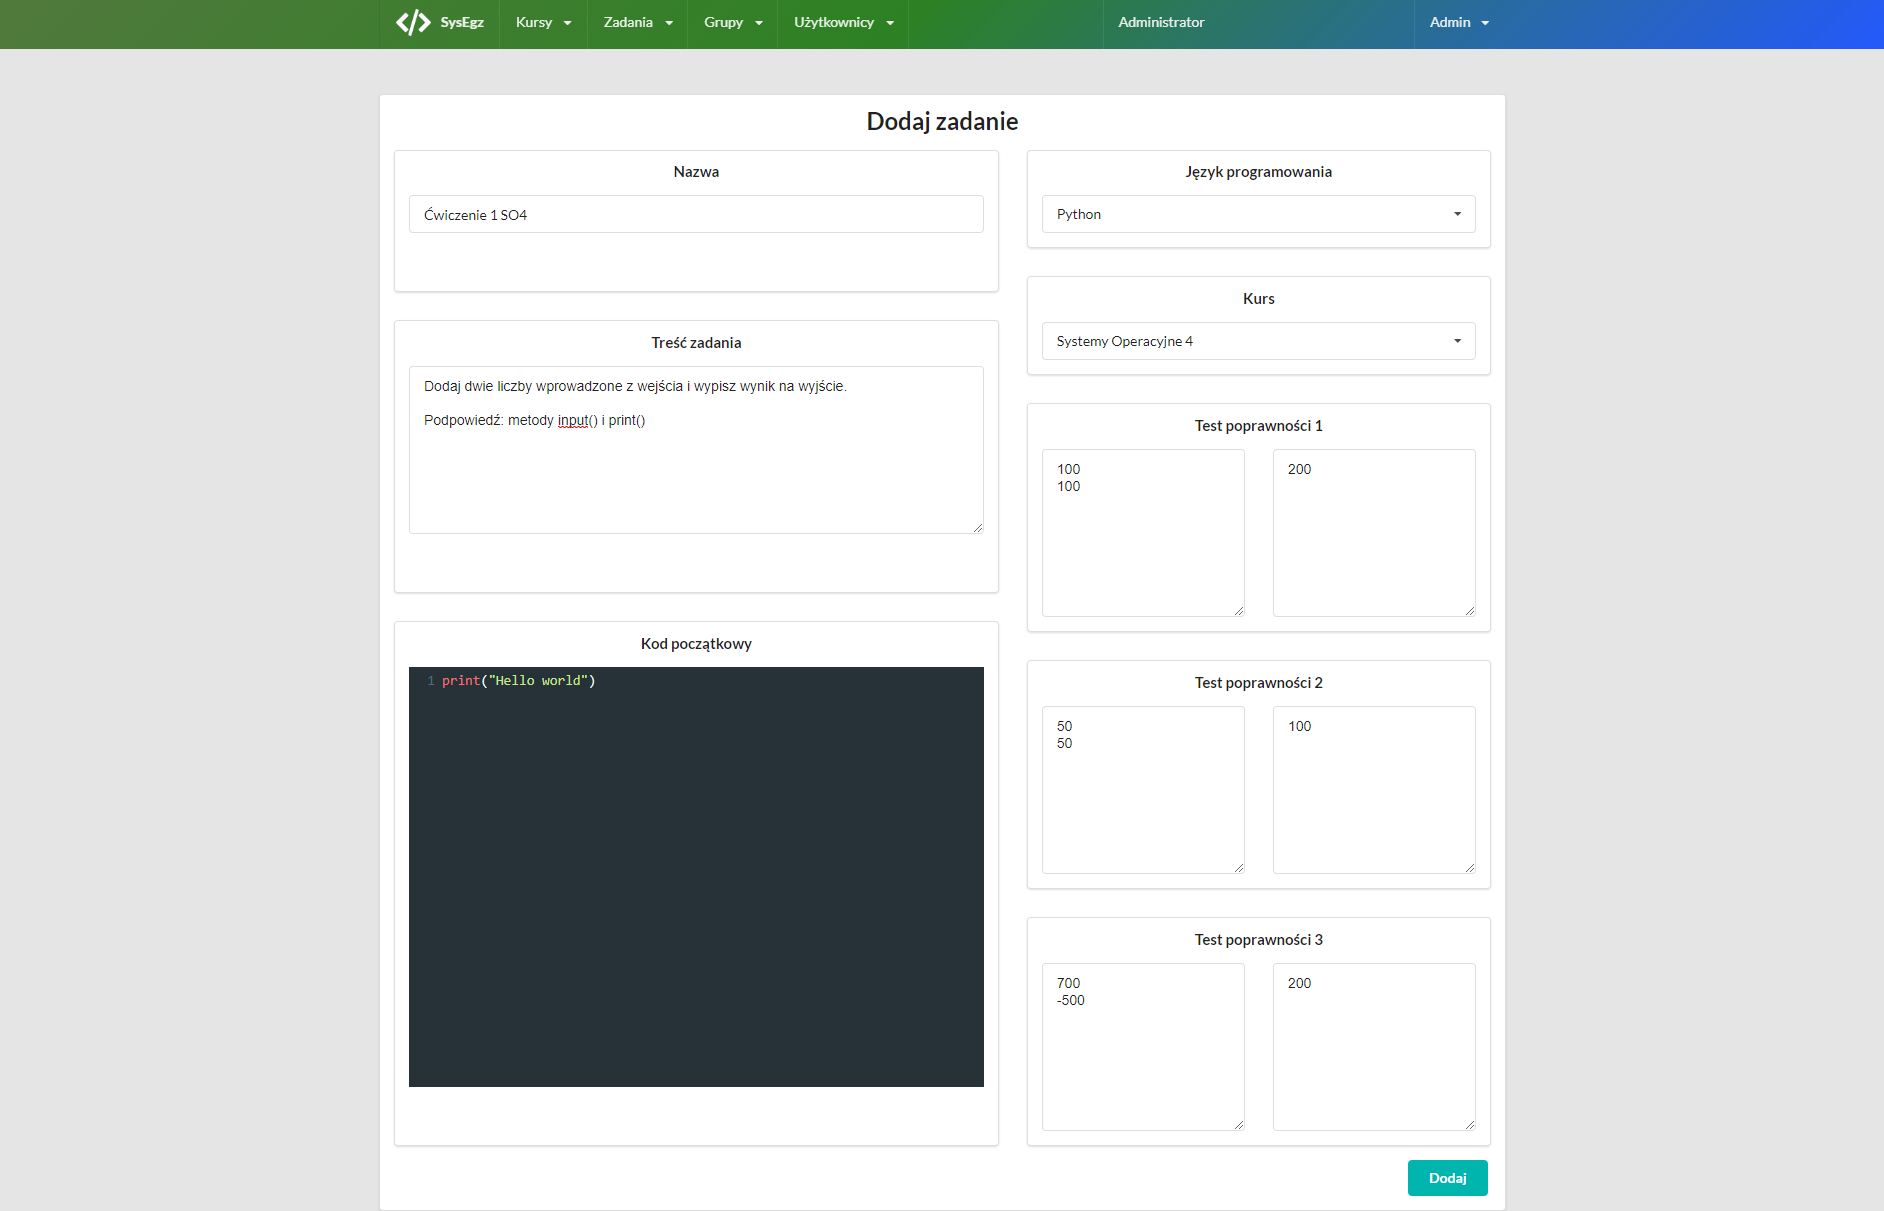 SysEgz Kursy Zadania Grupy Użytkownicy Administrator Admin
Dodaj zadanie
Nazwa
Ćwiczenie 1 SO4
Treść zadania
Dodaj dwie liczby wprowadzone z wejścia i wypisz wynik na wyjście.
Podpowiedź: metody input() i print()
Kod początkowy
1 print("Hello world")
Język programowania
Python
Kurs
Systemy Operacyjne 4
Test poprawności 1
100
100
200
Test poprawności 2
50
50
100
Test poprawności 3
700
-500
200
Dodaj